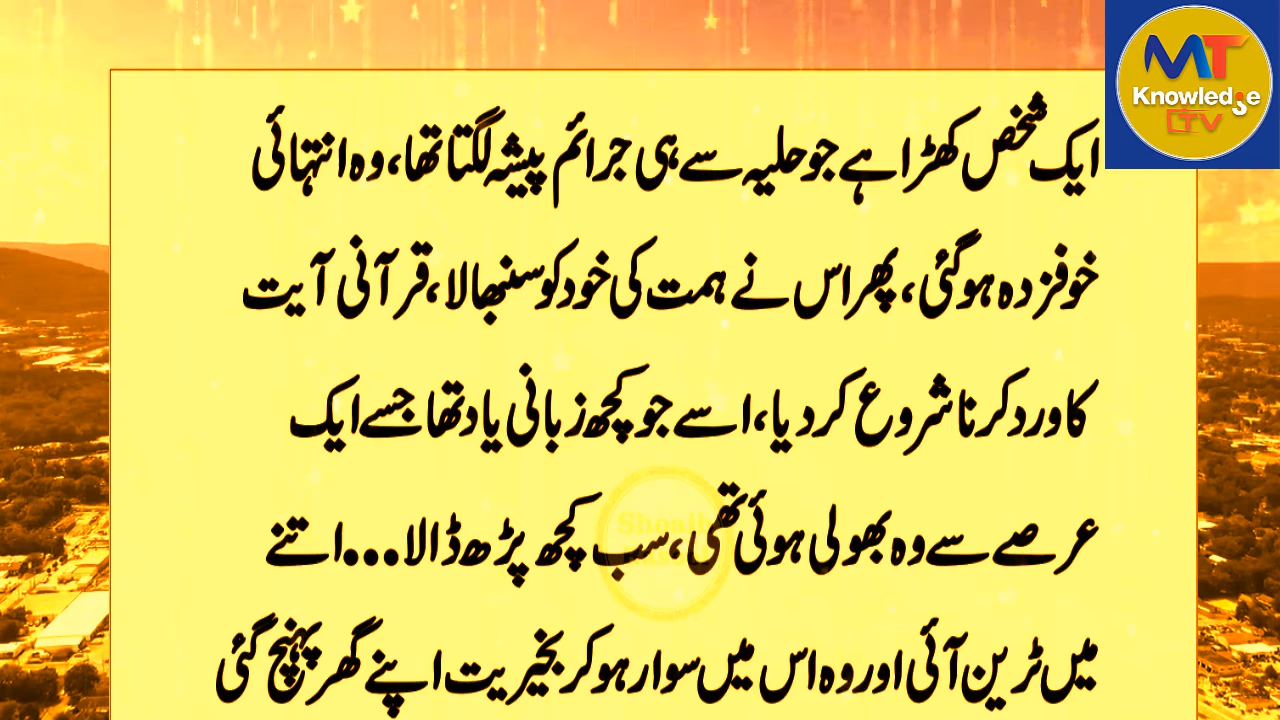 MT
Knowledge
TV
ایک شخص کھڑا ہے جو حلیہ سے ہی جرائم پیشہ لگتا تھا، وہ انتہائی
خوفزدہ ہوگئی، پھر اس نے ہمت کی خود کو سنبھالا، قرآنی آیت
کا ورد کرنا شروع کر دیا، اسے جو کچھ زبانی یاد تھا جسے ایک
عرصے سے وہ بھولی ہوئی تھی، سب کچھ پڑھ ڈالا...اتنے
میں ٹرین آئی اور وہ اس میں سوار ہو کر بخیریت اپنے گھر پہنچ گئی